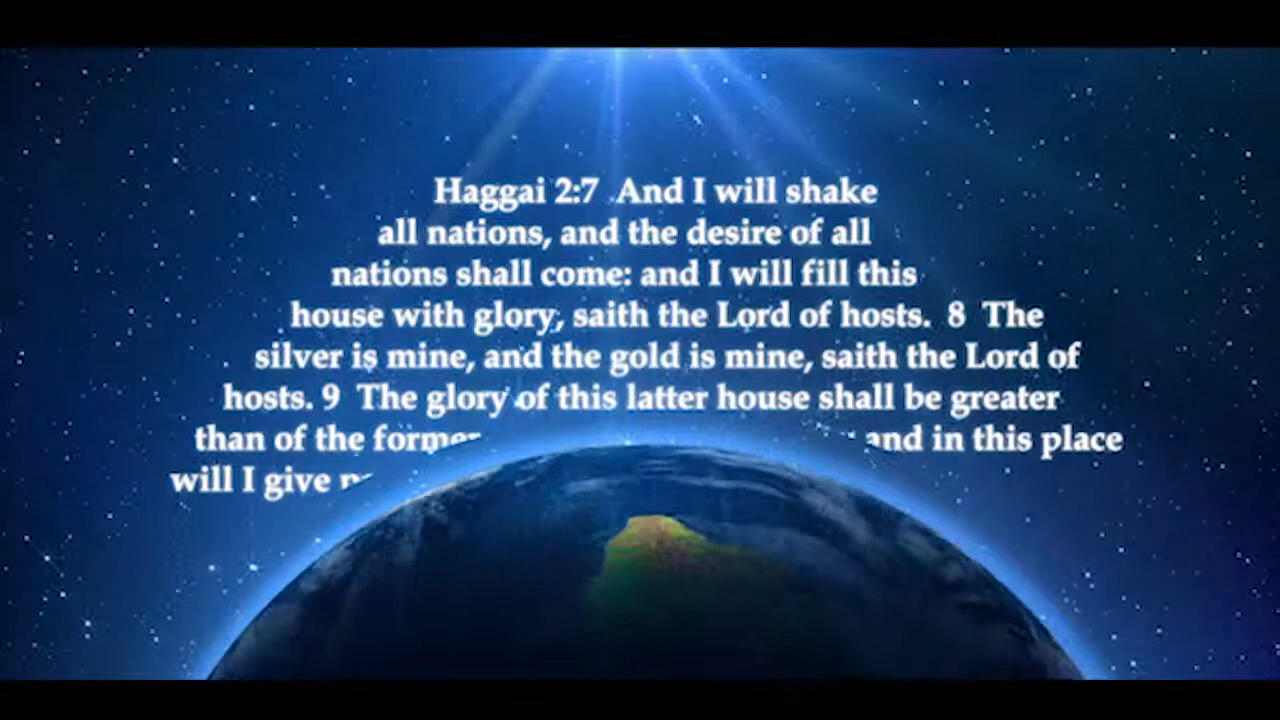 Haggai 2:7 And I will shake
all nations, and the desire of all
nations shall come: and I will fill this
house with glory, saith the Lord of hosts. 8 The
silver is mine, and the gold is mine, saith the Lord of
hosts. 9 The glory of this latter house shall be greater
than of the former and in this place
will I give